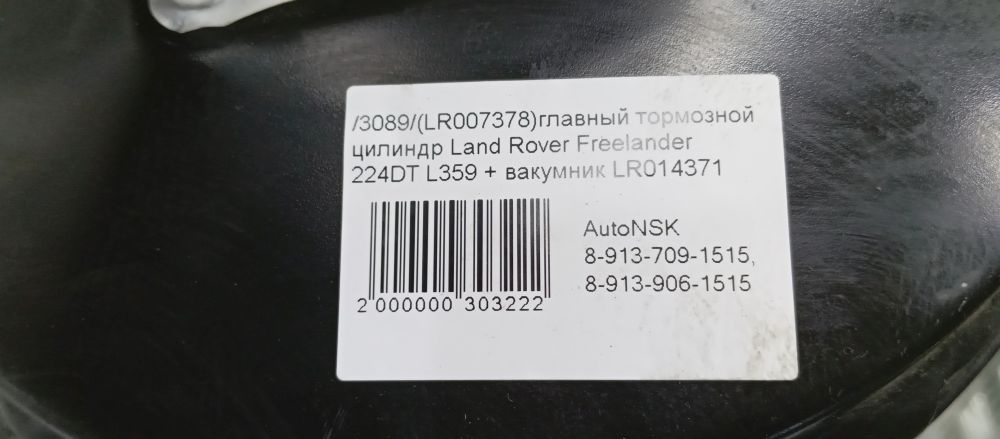 /3089/(LR007378)главный тормозной
цилиндр Land Rover Freelander
224DT L359 + вакумник LR014371
AutoNSK
8-913-709-1515,
8-913-906-1515
2 000000 303222